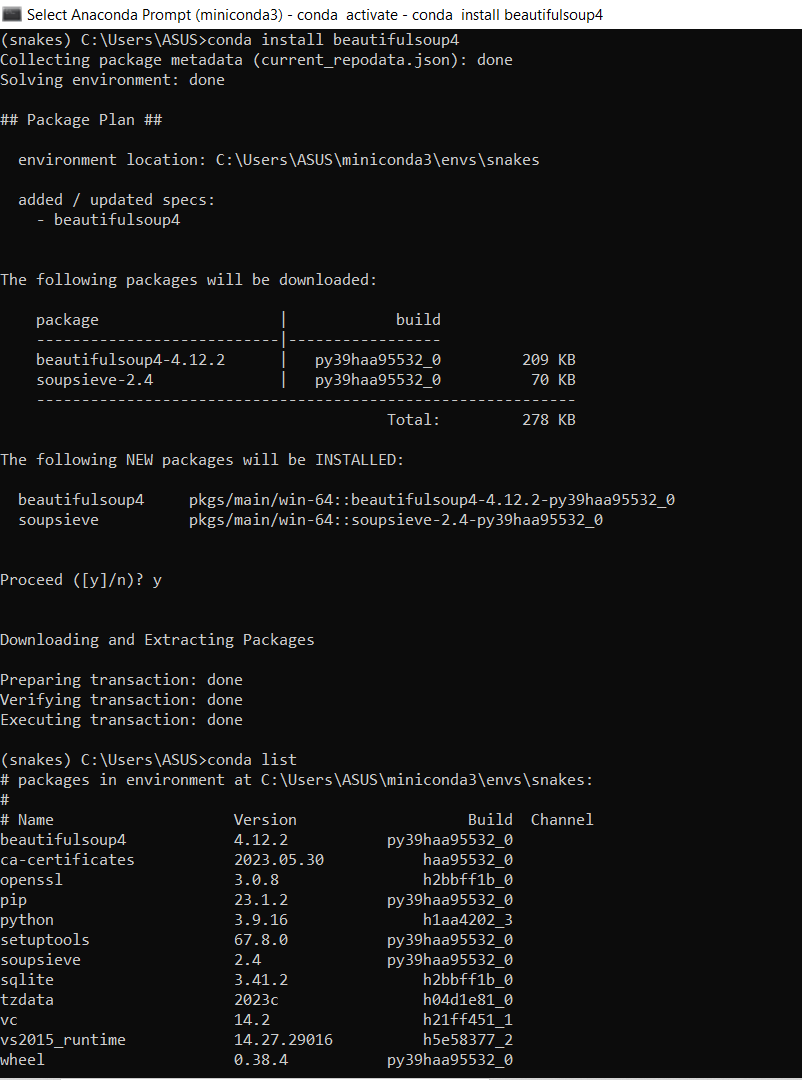 Select Anaconda Prompt (miniconda3) - conda  activate - conda  install beautifulsoup4
(snakes) C:\Users\ASUS>conda install beautifulsoup4
Collecting package metadata (current_repodata.json): done
Solving environment: done
## Package Plan ##
  environment location: C:\Users\ASUS\miniconda3\envs\snakes
  added / updated specs:
    - beautifulsoup4
The following packages will be downloaded:
    package                    |            build
    ---------------------------|-----------------
    beautifulsoup4-4.12.2      |   py39haa95532_0         209 KB
    soupsieve-2.4              |   py39haa95532_0          70 KB
    ------------------------------------------------------------
                                           Total:         278 KB
The following NEW packages will be INSTALLED:
  beautifulsoup4     pkgs/main/win-64::beautifulsoup4-4.12.2-py39haa95532_0
  soupsieve          pkgs/main/win-64::soupsieve-2.4-py39haa95532_0
Proceed ([y]/n)? y
Downloading and Extracting Packages
Preparing transaction: done
Verifying transaction: done
Executing transaction: done
(snakes) C:\Users\ASUS>conda list
# packages in environment at C:\Users\ASUS\miniconda3\envs\snakes:
#
# Name                    Version                   Build  Channel
beautifulsoup4            4.12.2           py39haa95532_0
ca-certificates           2023.05.30           haa95532_0
openssl                   3.0.8                h2bbff1b_0
pip                       23.1.2           py39haa95532_0
python                    3.9.16               h1aa4202_3
setuptools                67.8.0           py39haa95532_0
soupsieve                 2.4              py39haa95532_0
sqlite                    3.41.2               h2bbff1b_0
tzdata                    2023c                h04d1e81_0
vc                        14.2                 h21ff451_1
vs2015_runtime            14.27.29016          h5e58377_2
wheel                     0.38.4           py39haa95532_0